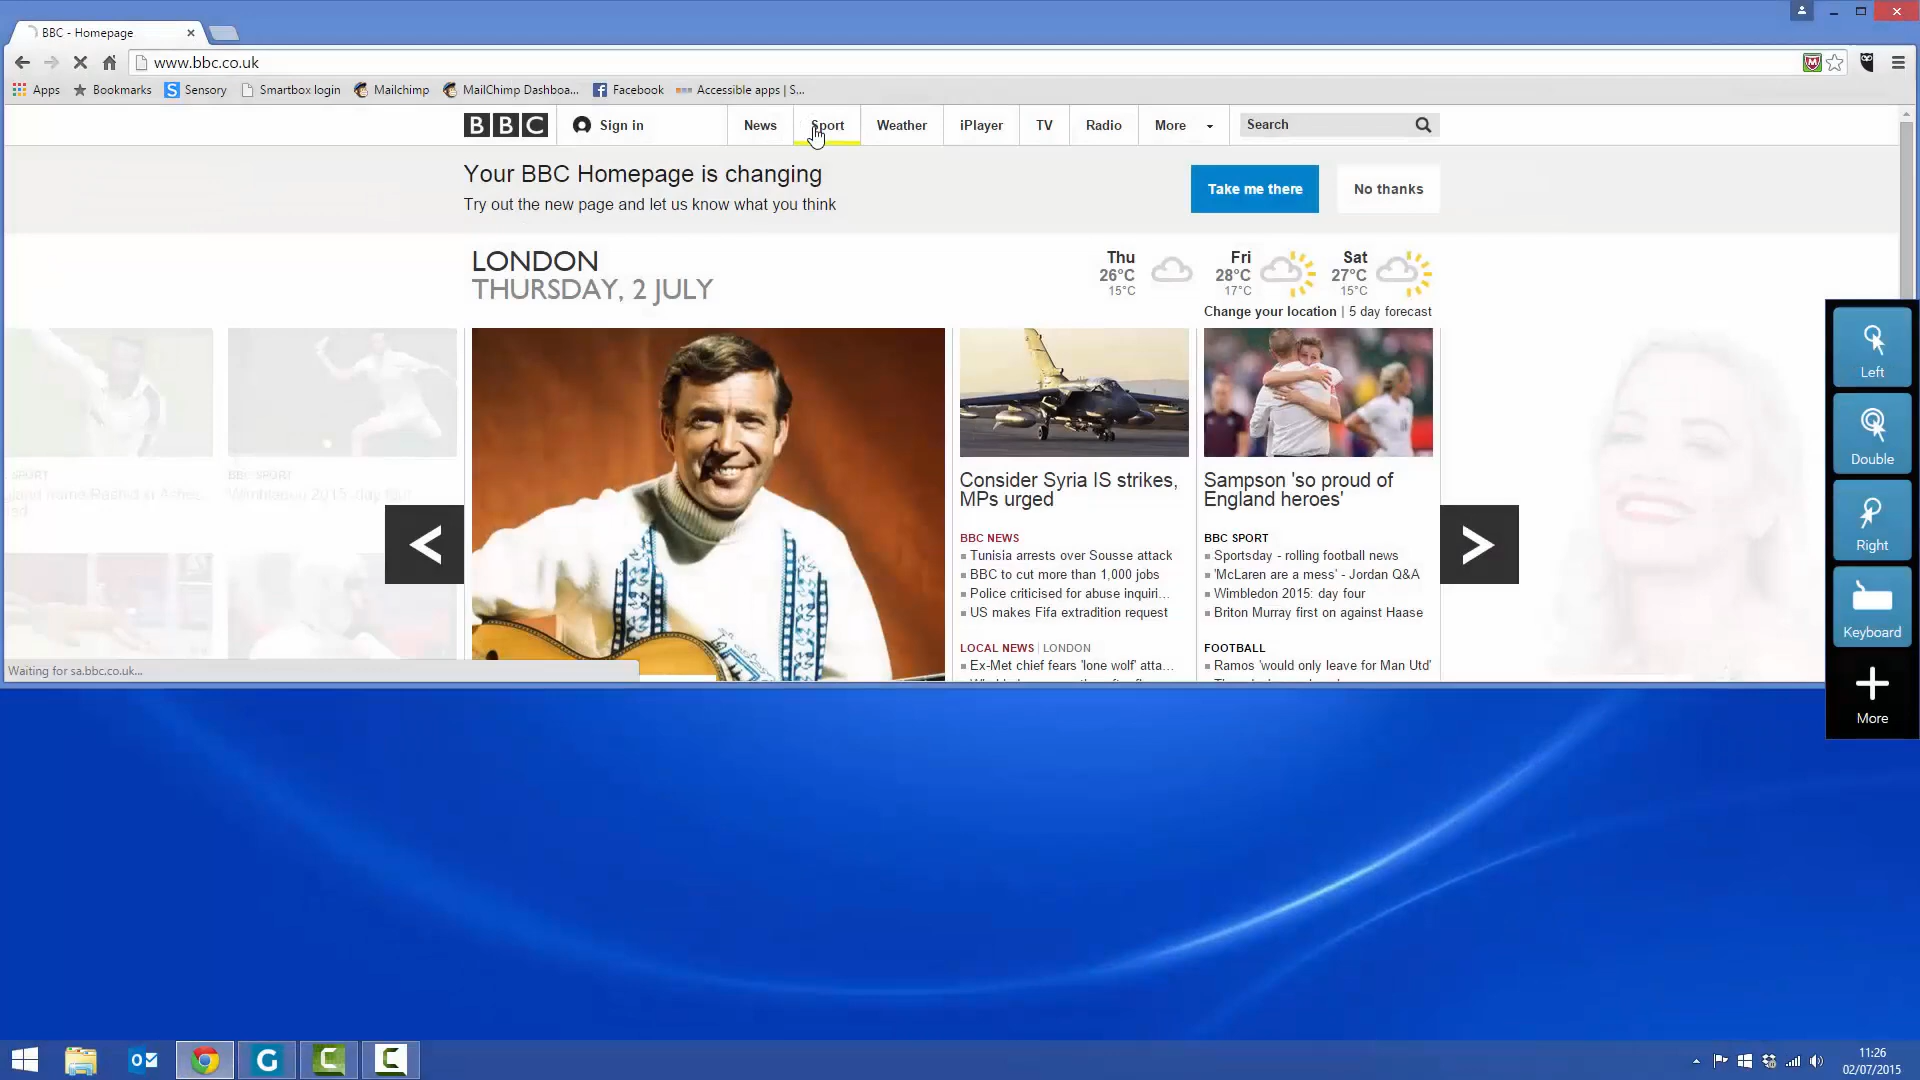 BBC - Homepage
www.bbc.co.uk
Apps Bookmarks Sensory Smartbox login Mailchimp MailChimp Dashboa... Facebook Accessible apps | S...
BBC Sign in News Sport Weather iPlayer TV Radio More Search
Your BBC Homepage is changing
Try out the new page and let us know what you think
Take me there No thanks
LONDON
THURSDAY, 2 JULY
Thu Fri Sat
26°C 28°C 27°C
15°C 17°C 15°C
Change your location | 5 day forecast
BBC SPORT
Wimbledon 2015: day four
Consider Syria IS strikes,
MPs urged
BBC NEWS
Tunisia arrests over Sousse attack
BBC to cut more than 1,000 jobs
Police criticised for abuse inquiri...
US makes Fifa extradition request
LOCAL NEWS | LONDON
Ex-Met chief fears 'lone wolf' atta...
Sampson 'so proud of
England heroes'
BBC SPORT
Sportsday - rolling football news
'McLaren are a mess' - Jordan Q&A
Wimbledon 2015: day four
Briton Murray first on against Haase
FOOTBALL
Ramos 'would only leave for Man Utd'
Waiting for sa.bbc.co.uk...
Left
Double
Right
Keyboard
More
11:26
02/07/2015